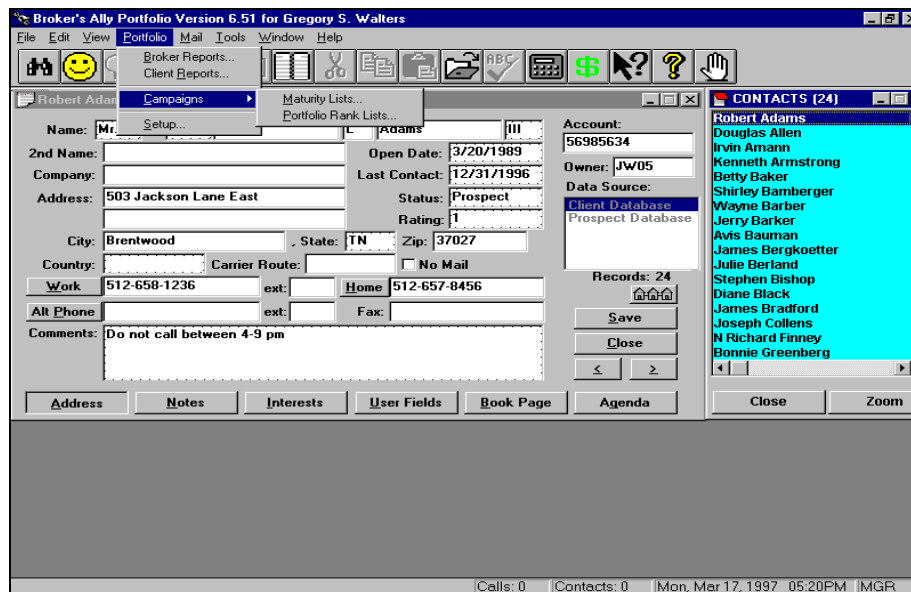 Broker's Ally Portfolio Version 6.51 for Gregory S. Walters
File Edit View Portfolio Mail Tools Window Help
Broker Reports...
Client Reports...
Campaigns
Setup...
Maturity Lists...
Portfolio Rank Lists...
ABC
$
?
?
Robert Adam
Name: Mr. L Adams III
2nd Name: Open Date: 3/20/1989
Company: Last Contact: 12/31/1996
Address: 503 Jackson Lane East Status: Prospect
Rating: 1
City: Brentwood , State: TN Zip: 37027
Country: Carrier Route: No Mail
Work 512-658-1236 ext: Home 512-657-8456
Alt Phone ext: Fax:
Comments: Do not call between 4-9 pm
Account:
56985634
Owner: JW05
Data Source:
Client Database
Prospect Database
Records: 24
Save
Close
< >
Address Notes Interests User Fields Book Page Agenda
CONTACTS (24)
Robert Adams
Douglas Allen
Irvin Amann
Kenneth Armstrong
Betty Baker
Shirley Bamberger
Wayne Barber
Jerry Barker
Avis Bauman
James Bergkoetter
Julie Berland
Stephen Bishop
Diane Black
James Bradford
Joseph Collens
N Richard Finney
Bonnie Greenberg
Close Zoom
Calls: 0 Contacts: 0 Mon, Mar 17, 1997 05:20PM MGR